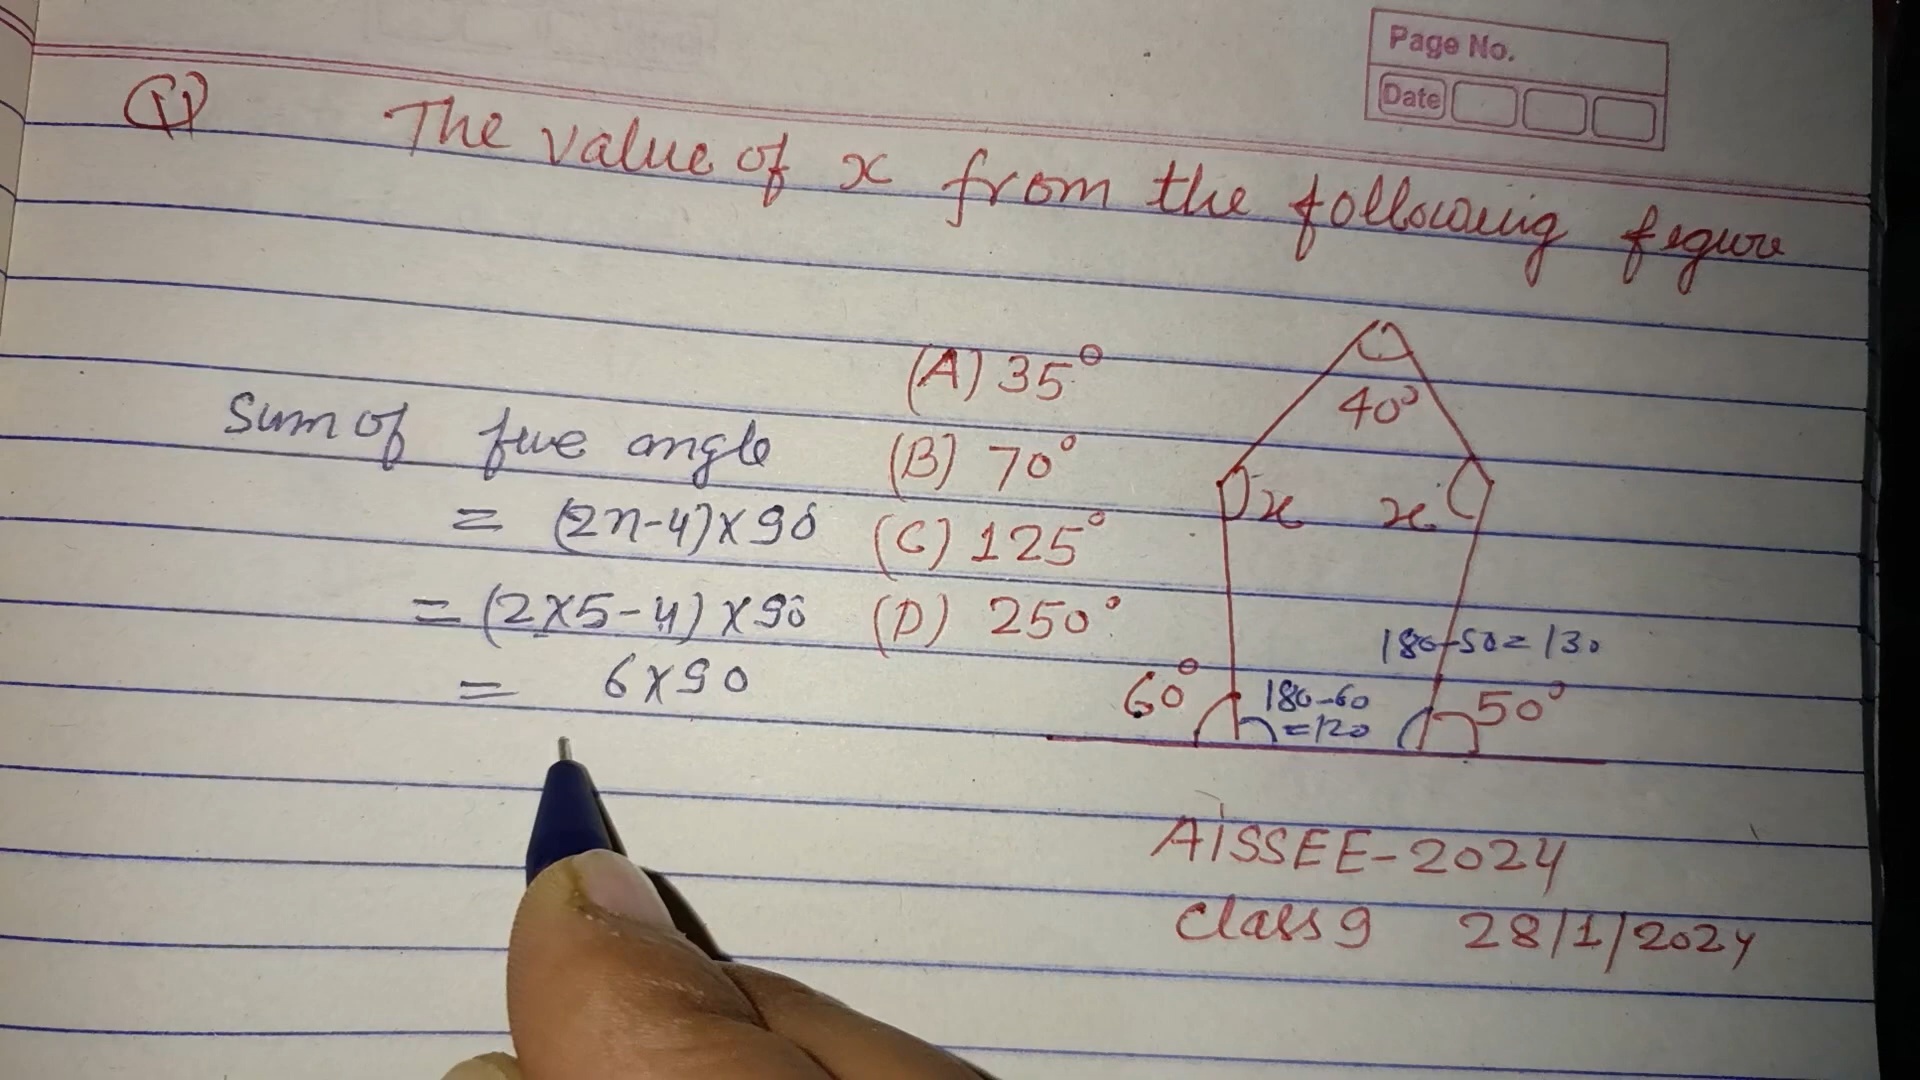 Page No.
Date
Q1) The value of x from the following figure
(A) 35°
(B) 70°
(C) 125°
(D) 250°
40°
x x
60°
50°
180-60
=120
180-50=130
Sum of five angle
= (2n-4)×90
= (2×5-4)×90
= 6×90
AISSEE-2024
Class 9 28/1/2024